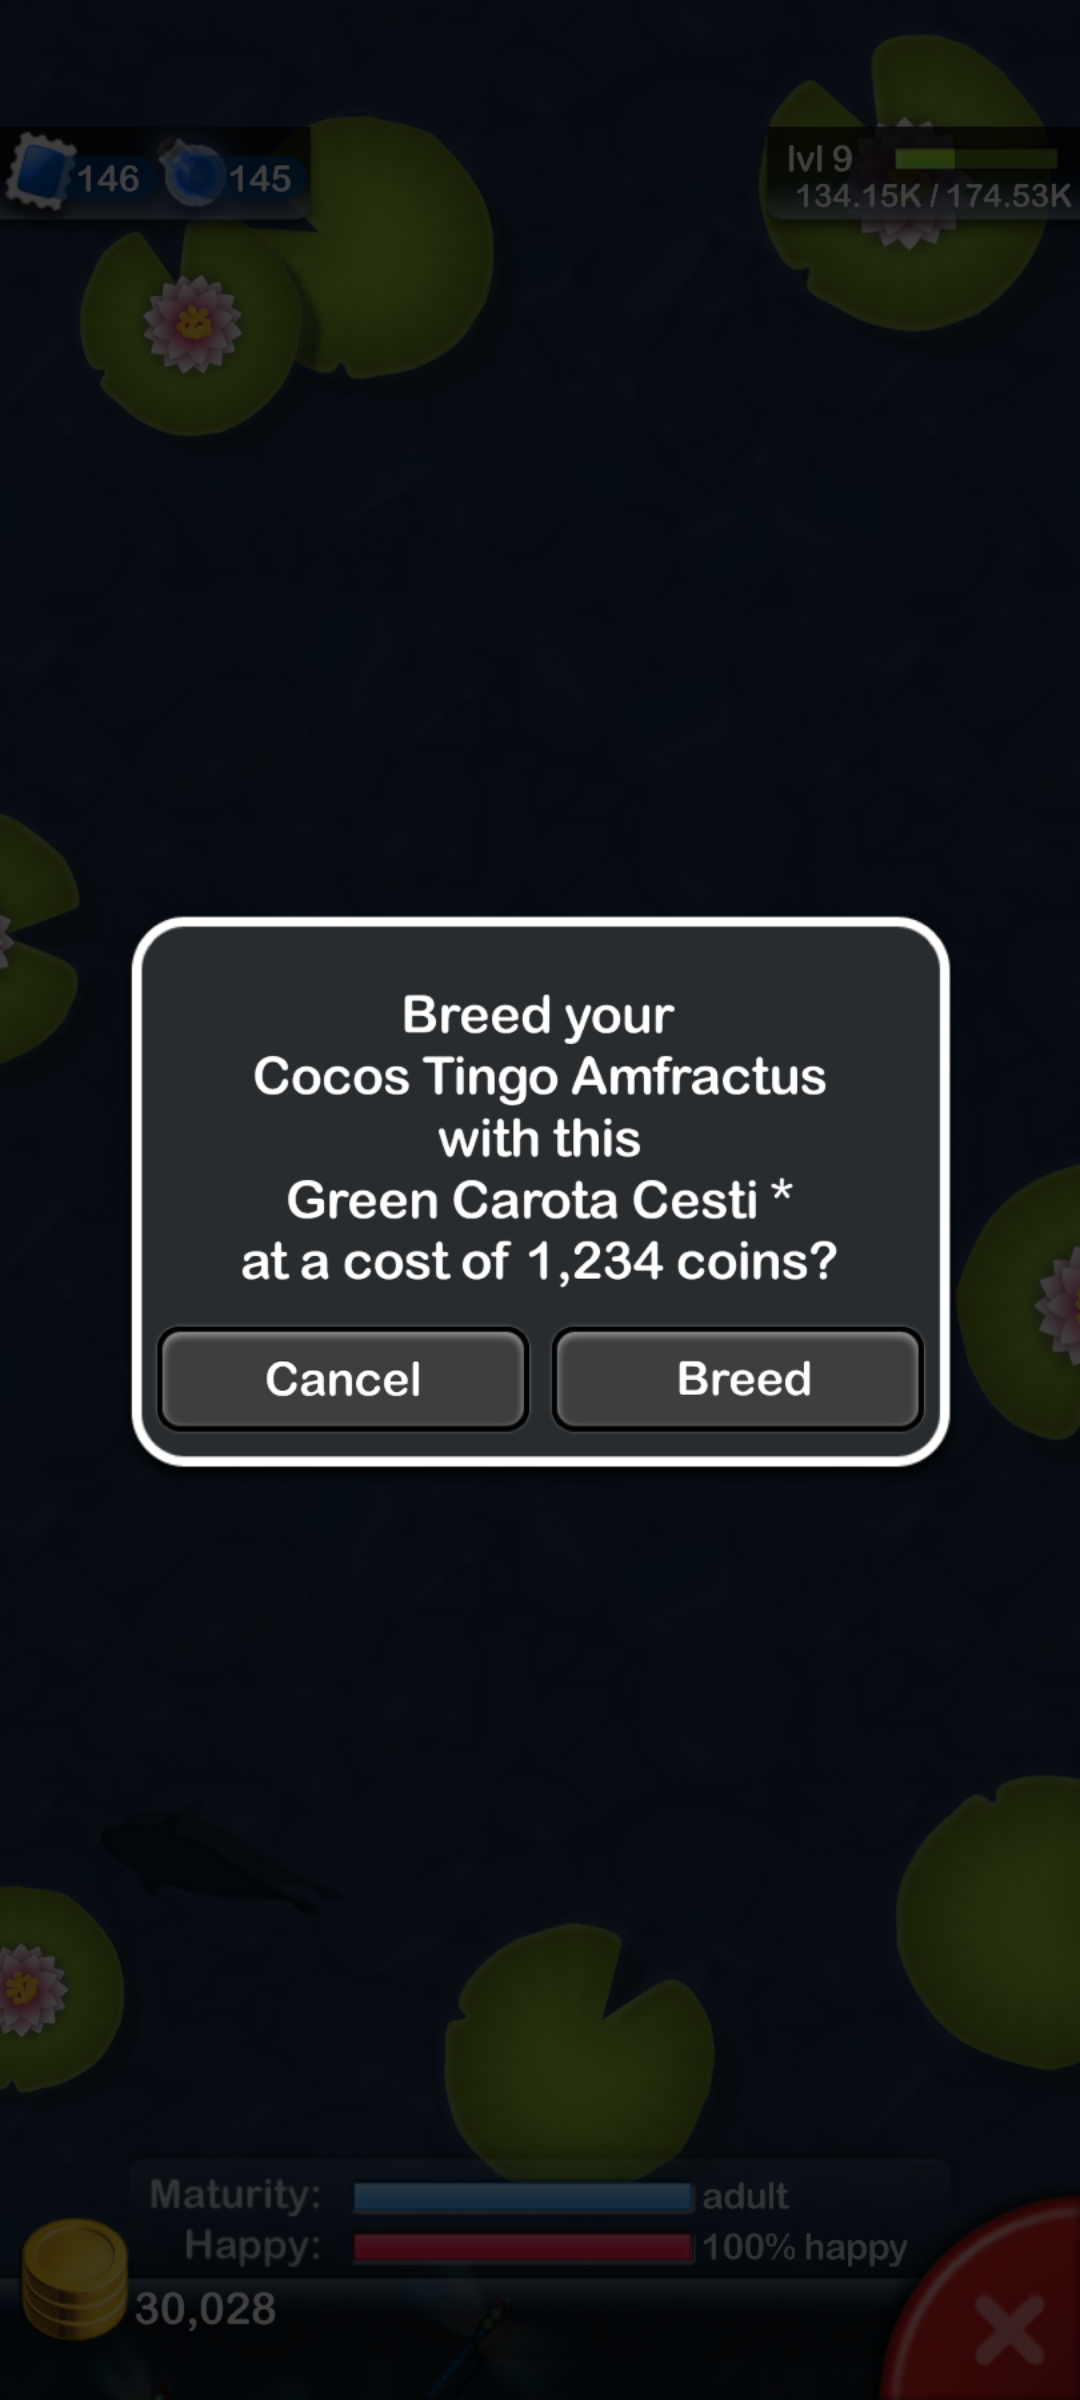 146 145
lvl 9
134.15K / 174.53K
Breed your
Cocos Tingo Amfractus
with this
Green Carota Cesti *
at a cost of 1,234 coins?
Cancel Breed
Maturity: adult
Happy: 100% happy
30,028